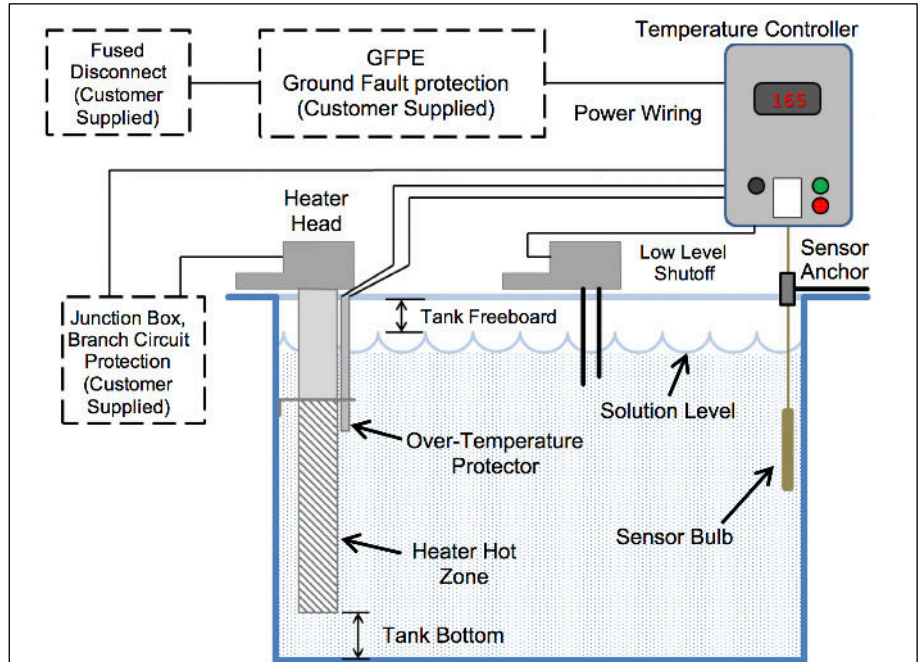 Temperature Controller
Fused
Disconnect
(Customer
Supplied)
GFPE
Ground Fault protection
(Customer Supplied)
165
Power Wiring
Heater
Head
Low Level
Shutoff
Sensor
Anchor
Junction Box,
Branch Circuit
Protection
(Customer
Supplied)
Tank Freeboard
Solution Level
Over-Temperature
Protector
Sensor Bulb
Heater Hot
Zone
Tank Bottom